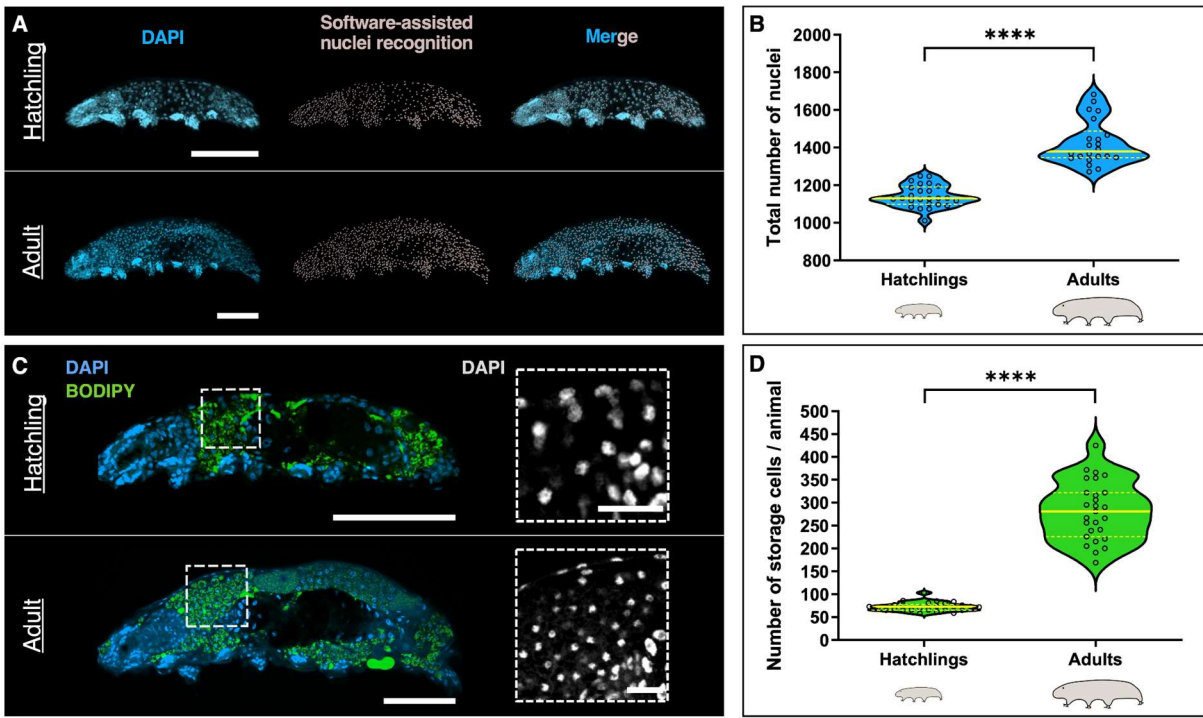 A
DAPI
Software-assisted
nuclei recognition
Merge
Hatchling
Adult
B
****
Total number of nuclei
2000
1800
1600
1400
1200
1000
800
Hatchlings
Adults
C
DAPI
BODIPY
DAPI
Hatchling
Adult
D
****
Number of storage cells / animal
500
450
400
350
300
250
200
150
100
50
0
Hatchlings
Adults